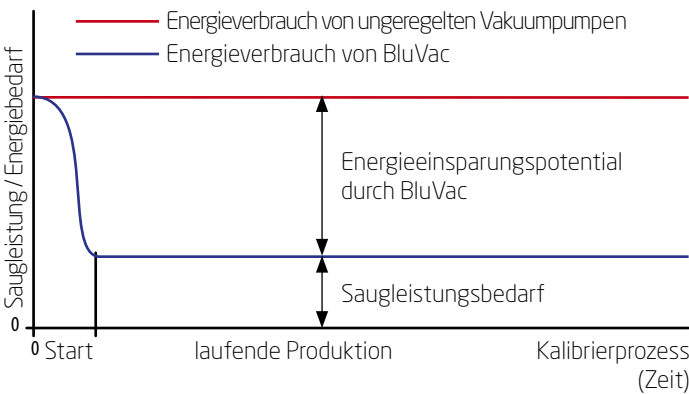 Energieverbrauch von ungeregelten Vakuumpumpen
Energieverbrauch von BluVac
Saugleistung / Energiebedarf
Energieeinsparungspotential
durch BluVac
Saugleistungsbedarf
0
0 Start laufende Produktion Kalibrierprozess
(Zeit)